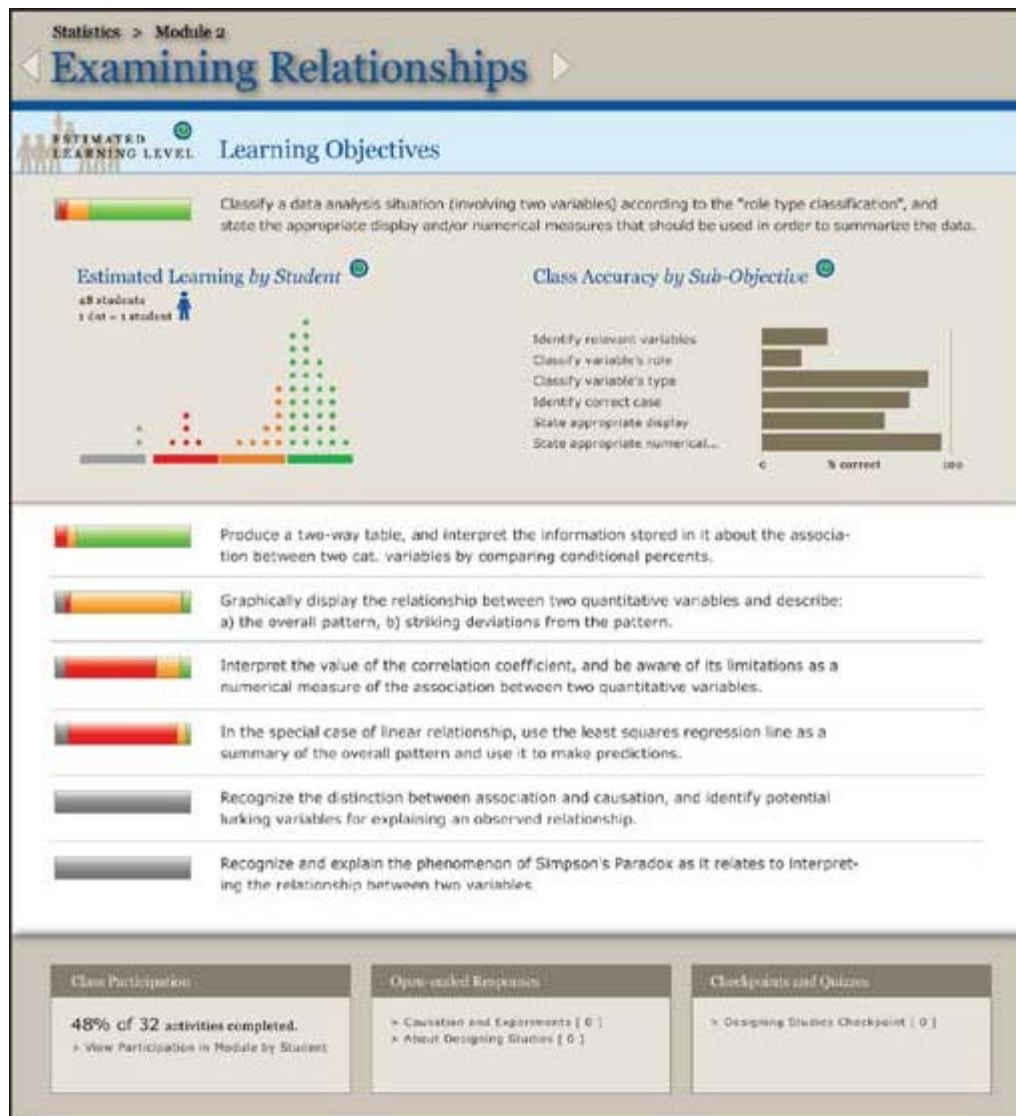 Statistics > Module 2
Examining Relationships
ESTIMATED
LEARNING LEVEL
Learning Objectives
Classify a data analysis situation (involving two variables) according to the "role type classification", and
state the appropriate display and/or numerical measures that should be used in order to summarize the data.
Estimated Learning by Student
48 students
1 dot = 1 student
Class Accuracy by Sub-Objective
Identify relevant variables
Classify variable's role
Classify variable's type
Identify correct case
State appropriate display
State appropriate numerical...
0 % correct 100
Produce a two-way table, and interpret the information stored in it about the associa-
tion between two cat. variables by comparing conditional percents.
Graphically display the relationship between two quantitative variables and describe:
a) the overall pattern, b) striking deviations from the pattern.
Interpret the value of the correlation coefficient, and be aware of its limitations as a
numerical measure of the association between two quantitative variables.
In the special case of linear relationship, use the least squares regression line as a
summary of the overall pattern and use it to make predictions.
Recognize the distinction between association and causation, and identify potential
lurking variables for explaining an observed relationship.
Recognize and explain the phenomenon of Simpson's Paradox as it relates to interpret-
ing the relationship between two variables.
Class Participation
48% of 32 activities completed.
> View Participation in Module by Student
Open-ended Responses
> Causation and Experiments [ 0 ]
> About Designing Studies [ 0 ]
Checkpoints and Quizzes
> Designing Studies Checkpoint [ 0 ]